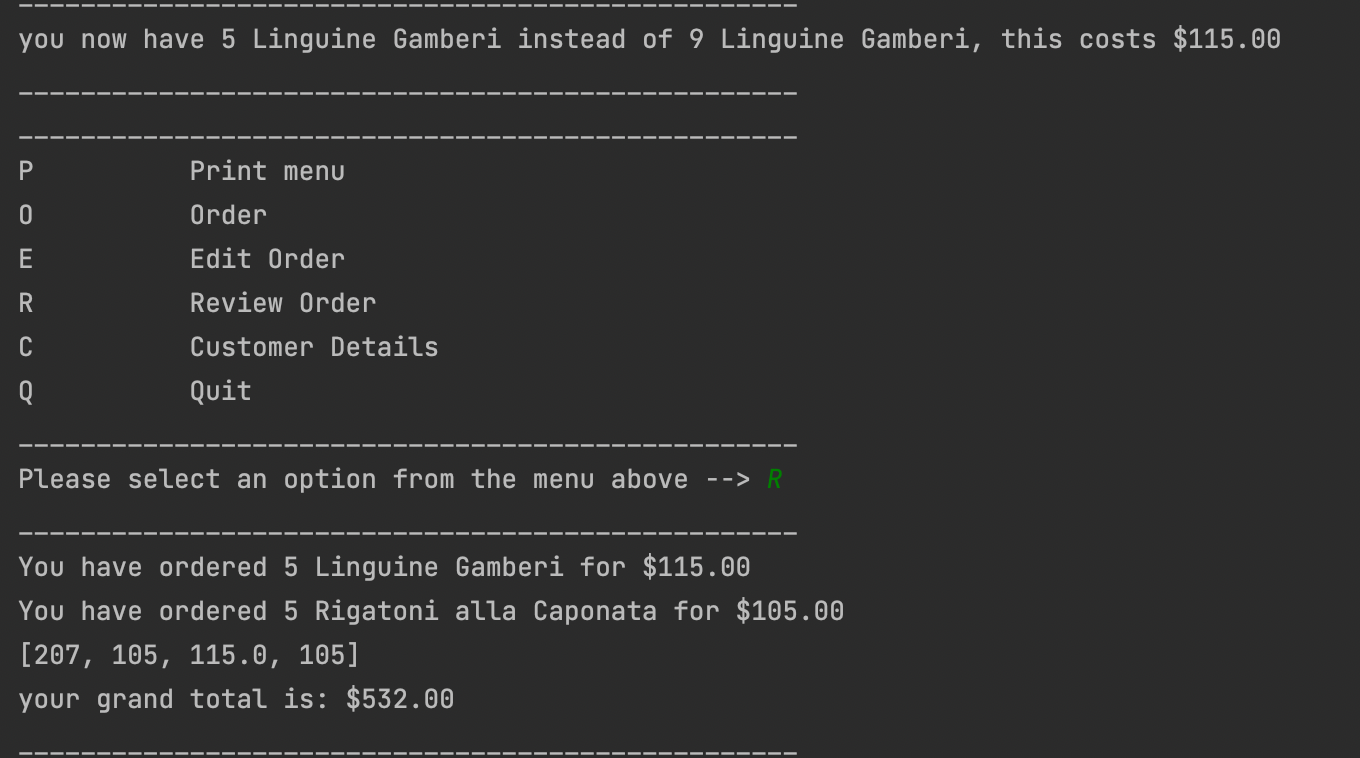 --------------------------------------------------
you now have 5 Linguine Gamberi instead of 9 Linguine Gamberi, this costs $115.00
--------------------------------------------------
--------------------------------------------------
P          Print menu
O          Order
E          Edit Order
R          Review Order
C          Customer Details
Q          Quit
--------------------------------------------------
Please select an option from the menu above --> R
--------------------------------------------------
You have ordered 5 Linguine Gamberi for $115.00
You have ordered 5 Rigatoni alla Caponata for $105.00
[207, 105, 115.0, 105]
your grand total is: $532.00
--------------------------------------------------